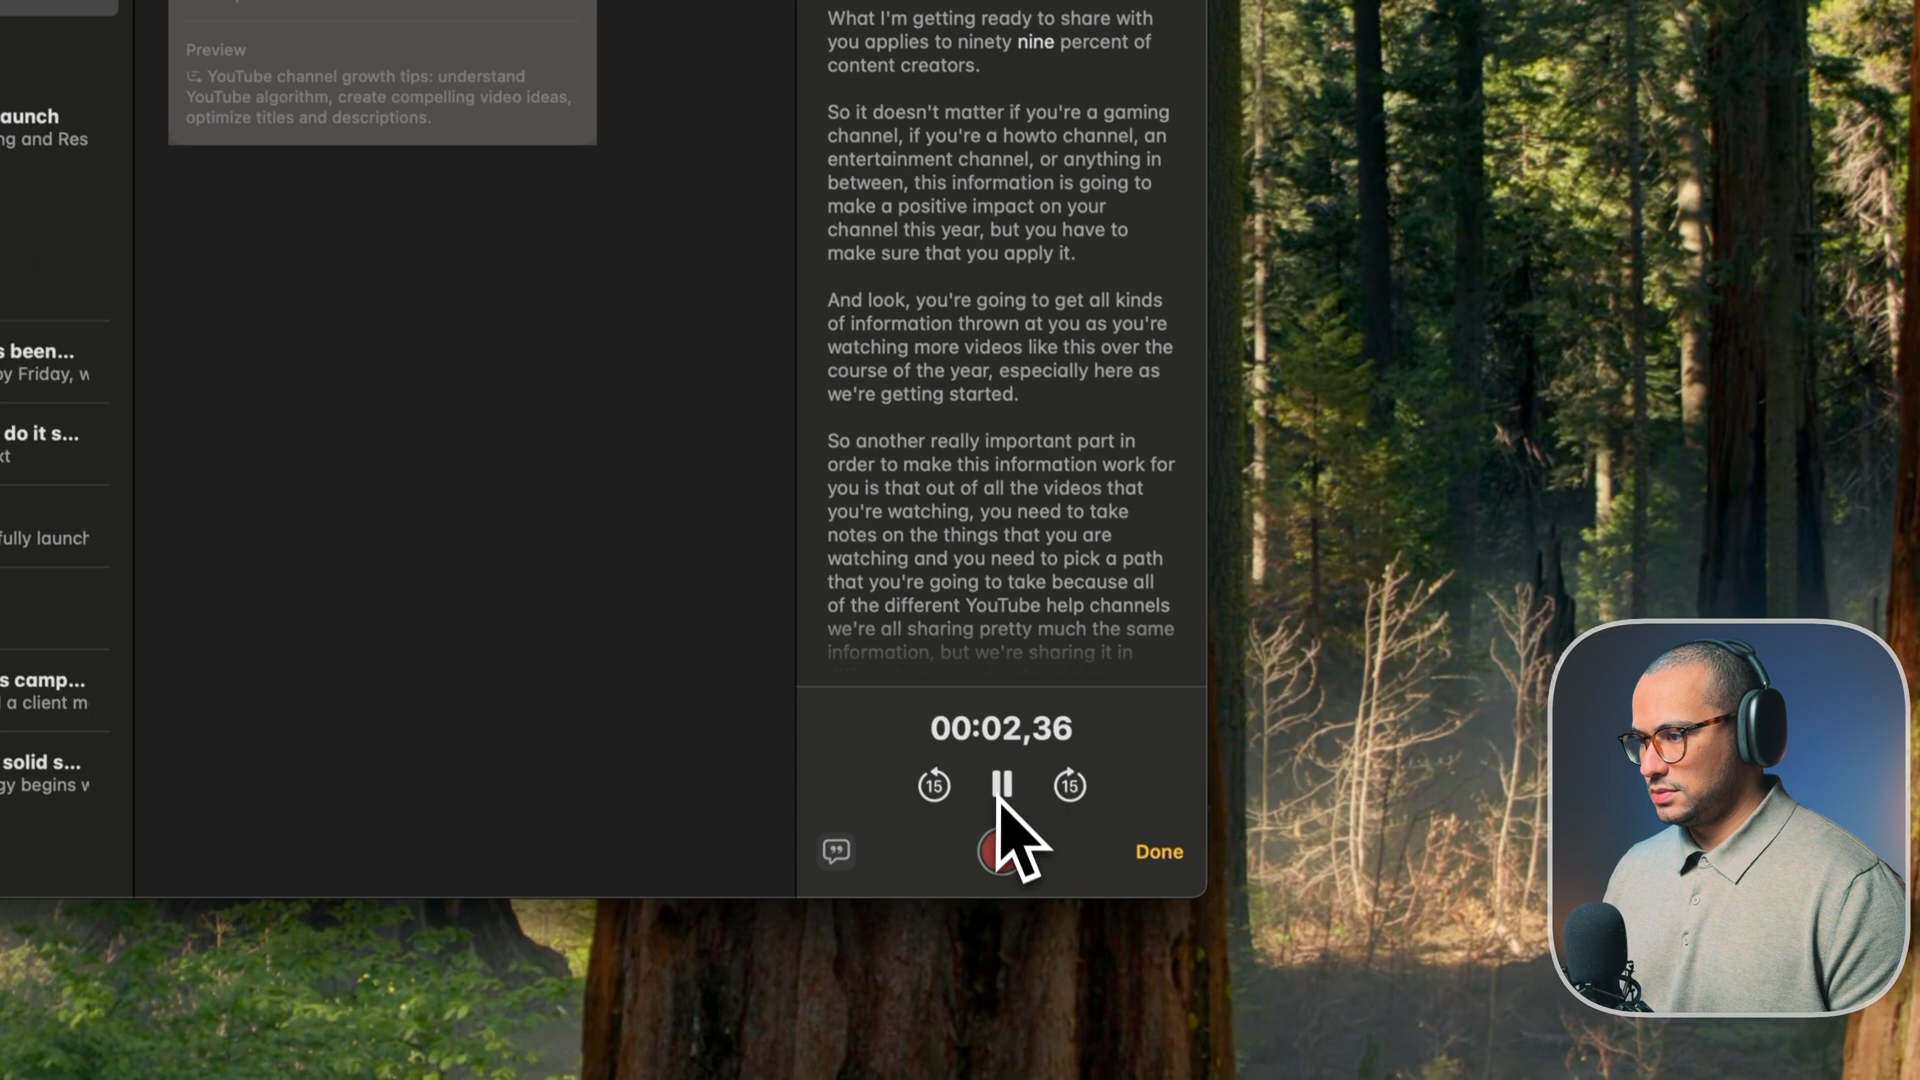 aunch
ng and Res
s been...
by Friday, w
do it s...
xt
fully launch
s camp...
a client m
solid s...
gy begins w
Preview
YouTube channel growth tips: understand
YouTube algorithm, create compelling video ideas,
optimize titles and descriptions.
What I'm getting ready to share with
you applies to ninety nine percent of
content creators.
So it doesn't matter if you're a gaming
channel, if you're a howto channel, an
entertainment channel, or anything in
between, this information is going to
make a positive impact on your
channel this year, but you have to
make sure that you apply it.
And look, you're going to get all kinds
of information thrown at you as you're
watching more videos like this over the
course of the year, especially here as
we're getting started.
So another really important part in
order to make this information work for
you is that out of all the videos that
you're watching, you need to take
notes on the things that you are
watching and you need to pick a path
that you're going to take because all
of the different YouTube help channels
we're all sharing pretty much the same
information, but we're sharing it in
00:02,36
15
15
Done